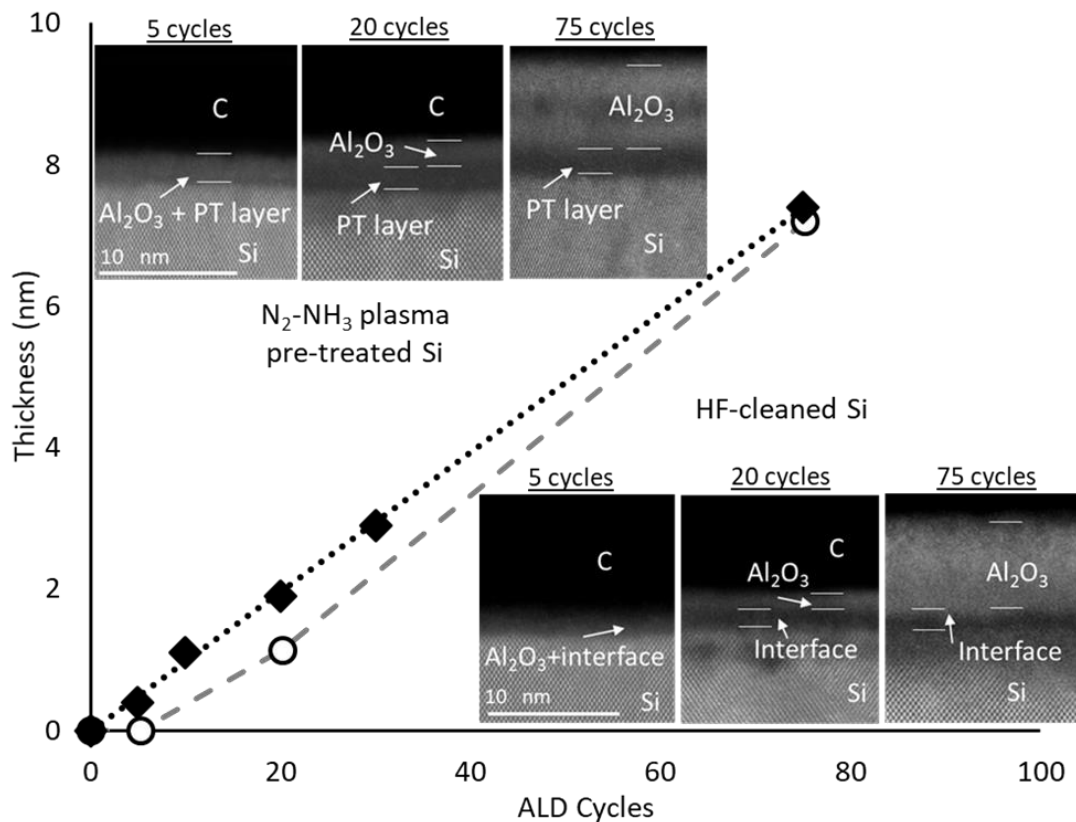 10
8
6
4
2
0
Thickness (nm)
5 cycles
20 cycles
75 cycles
C
Al₂O₃ + PT layer
Si
10 nm
C
Al₂O₃
PT layer
Si
Al₂O₃
PT layer
Si
N₂-NH₃ plasma
pre-treated Si
HF-cleaned Si
5 cycles
20 cycles
75 cycles
C
Al₂O₃+interface
10 nm
Si
C
Al₂O₃
Interface
Si
Al₂O₃
Interface
Si
0
20
40
60
80
100
ALD Cycles